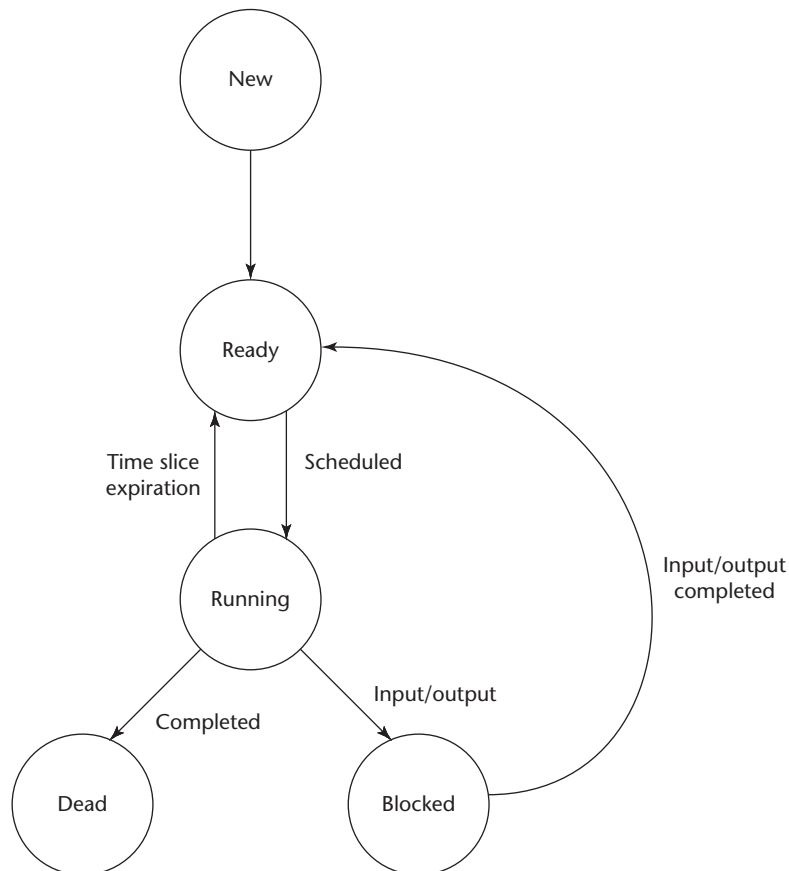 New
Ready
Time slice
expiration
Scheduled
Running
Input/output
completed
Completed
Input/output
Dead
Blocked